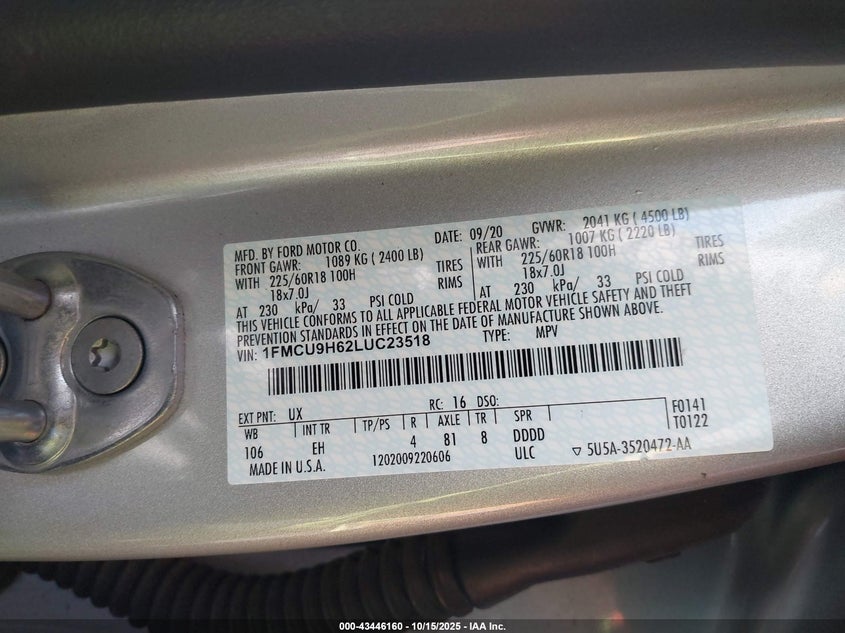 MFD. BY FORD MOTOR CO. DATE: 09/20 GVWR: 2041 KG ( 4500 LB)
FRONT GAWR: 1089 KG ( 2400 LB) REAR GAWR: 1007 KG ( 2220 LB)
WITH 225/60R18 100H TIRES WITH 225/60R18 100H TIRES
18x7.0J RIMS 18x7.0J RIMS
AT 230 kPa/ 33 PSI COLD AT 230 kPa/ 33 PSI COLD
THIS VEHICLE CONFORMS TO ALL APPLICABLE FEDERAL MOTOR VEHICLE SAFETY AND THEFT
PREVENTION STANDARDS IN EFFECT ON THE DATE OF MANUFACTURE SHOWN ABOVE.
VIN: 1FMCU9H62LUC23518 TYPE: MPV
EXT PNT: UX RC: 16 DSO: F0141
WB INT TR TP/PS R AXLE TR SPR T0122
106 EH 4 81 8 DDDD
MADE IN U.S.A. 1202009220606 ULC ▽ 5U5A-3520472-AA
000-43446160 - 10/15/2025 - IAA Inc.